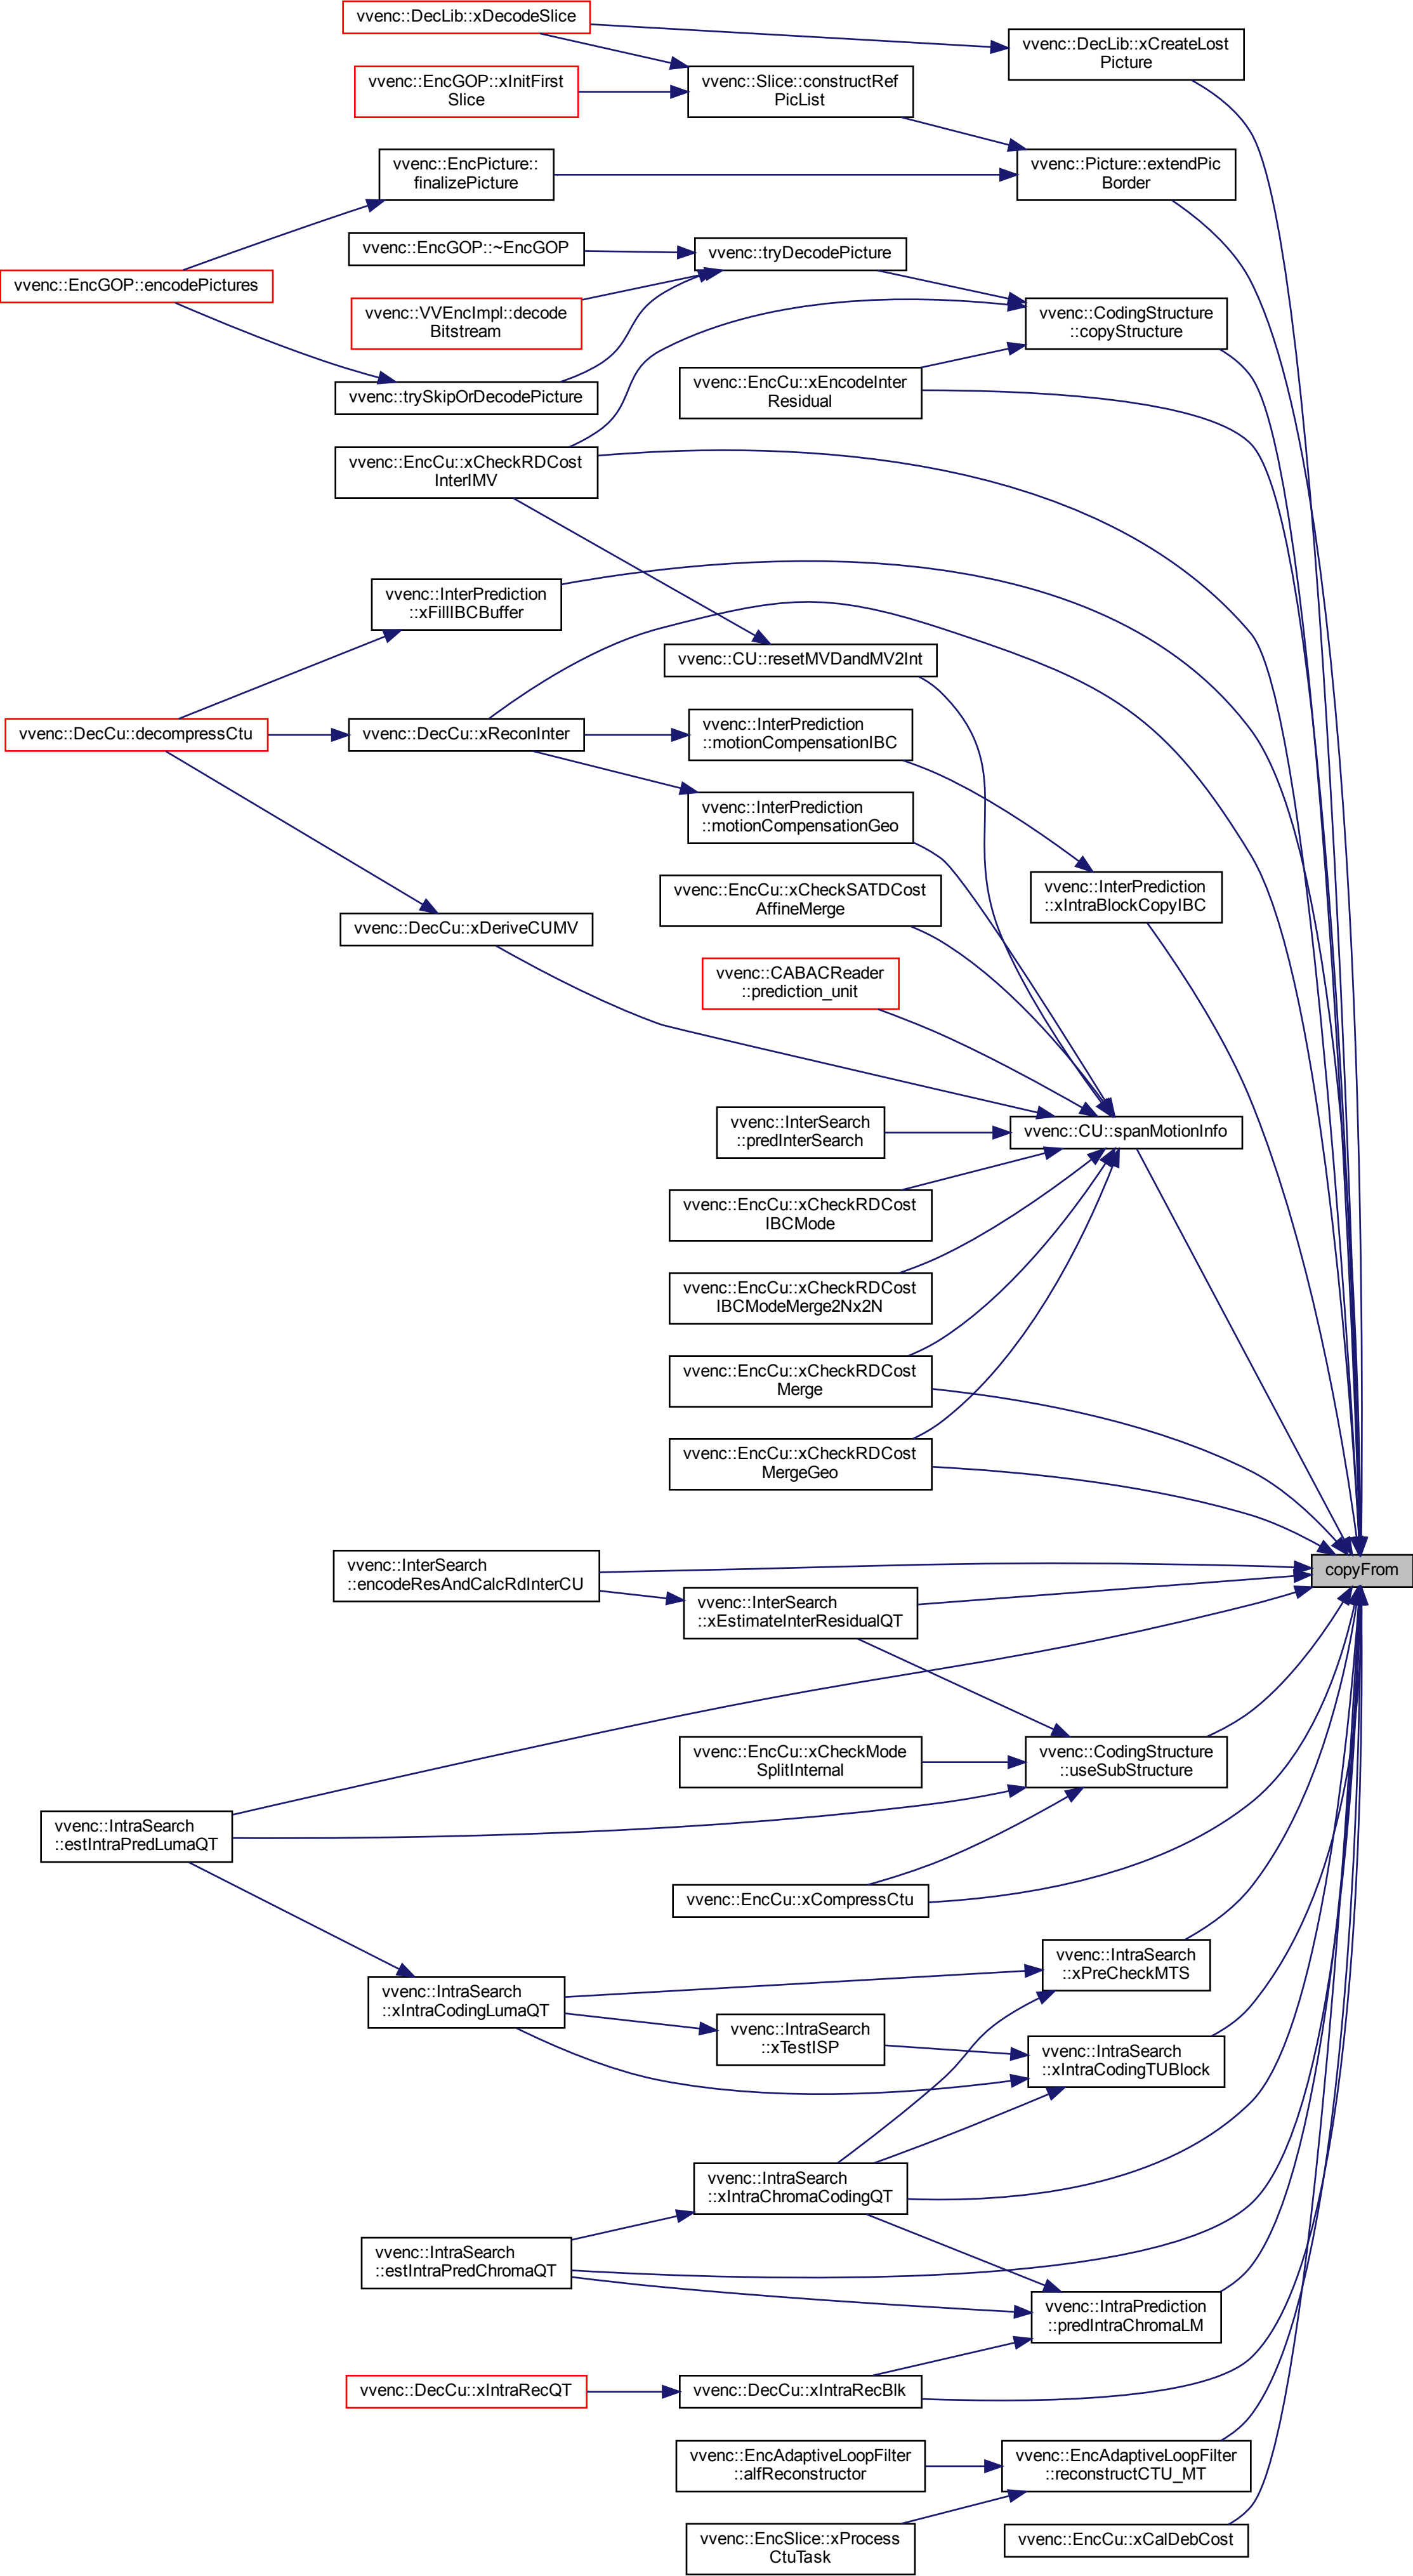 vvenc::DecLib::xDecodeSlice
vvenc::DecLib::xCreateLost
Picture
vvenc::EncGOP::xInitFirst
Slice
vvenc::Slice::constructRef
PicList
vvenc::EncPicture::
finalizePicture
vvenc::Picture::extendPic
Border
vvenc::EncGOP::~EncGOP
vvenc::tryDecodePicture
vvenc::EncGOP::encodePictures
vvenc::VVEncImpl::decode
Bitstream
vvenc::CodingStructure
::copyStructure
vvenc::trySkipOrDecodePicture
vvenc::EncCu::xEncodeInter
Residual
vvenc::EncCu::xCheckRDCost
InterIMV
vvenc::InterPrediction
::xFillIBCBuffer
vvenc::CU::resetMVDandMV2Int
vvenc::DecCu::decompressCtu
vvenc::DecCu::xReconInter
vvenc::InterPrediction
::motionCompensationIBC
vvenc::InterPrediction
::motionCompensationGeo
vvenc::EncCu::xCheckSATDCost
AffineMerge
vvenc::InterPrediction
::xIntraBlockCopyIBC
vvenc::DecCu::xDeriveCUMV
vvenc::CABACReader
::prediction_unit
vvenc::InterSearch
::predInterSearch
vvenc::CU::spanMotionInfo
vvenc::EncCu::xCheckRDCost
IBCMode
vvenc::EncCu::xCheckRDCost
IBCModeMerge2Nx2N
vvenc::EncCu::xCheckRDCost
Merge
vvenc::EncCu::xCheckRDCost
MergeGeo
vvenc::InterSearch
::encodeResAndCalcRdInterCU
copyFrom
vvenc::InterSearch
::xEstimateInterResidualQT
vvenc::EncCu::xCheckMode
SplitInternal
vvenc::CodingStructure
::useSubStructure
vvenc::IntraSearch
::estIntraPredLumaQT
vvenc::EncCu::xCompressCtu
vvenc::IntraSearch
::xPreCheckMTS
vvenc::IntraSearch
::xIntraCodingLumaQT
vvenc::IntraSearch
::xTestISP
vvenc::IntraSearch
::xIntraCodingTUBlock
vvenc::IntraSearch
::xIntraChromaCodingQT
vvenc::IntraSearch
::estIntraPredChromaQT
vvenc::IntraPrediction
::predIntraChromaLM
vvenc::DecCu::xIntraRecQT
vvenc::DecCu::xIntraRecBlk
vvenc::EncAdaptiveLoopFilter
::alfReconstructor
vvenc::EncAdaptiveLoopFilter
::reconstructCTU_MT
vvenc::EncSlice::xProcess
CtuTask
vvenc::EncCu::xCalDebCost